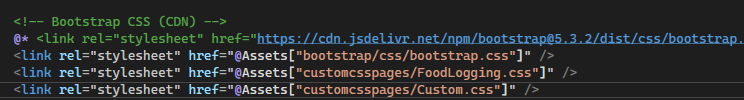 <!-- Bootstrap CSS (CDN) -->
@* <link rel="stylesheet" href="https://cdn.jsdelivr.net/npm/bootstrap@5.3.2/dist/css/bootstrap.
<link rel="stylesheet" href="@Assets["bootstrap/css/bootstrap.css"]" />
<link rel="stylesheet" href="@Assets["customcsspages/FoodLogging.css"]" />
<link rel="stylesheet" href="@Assets["customcsspages/Custom.css"]" />